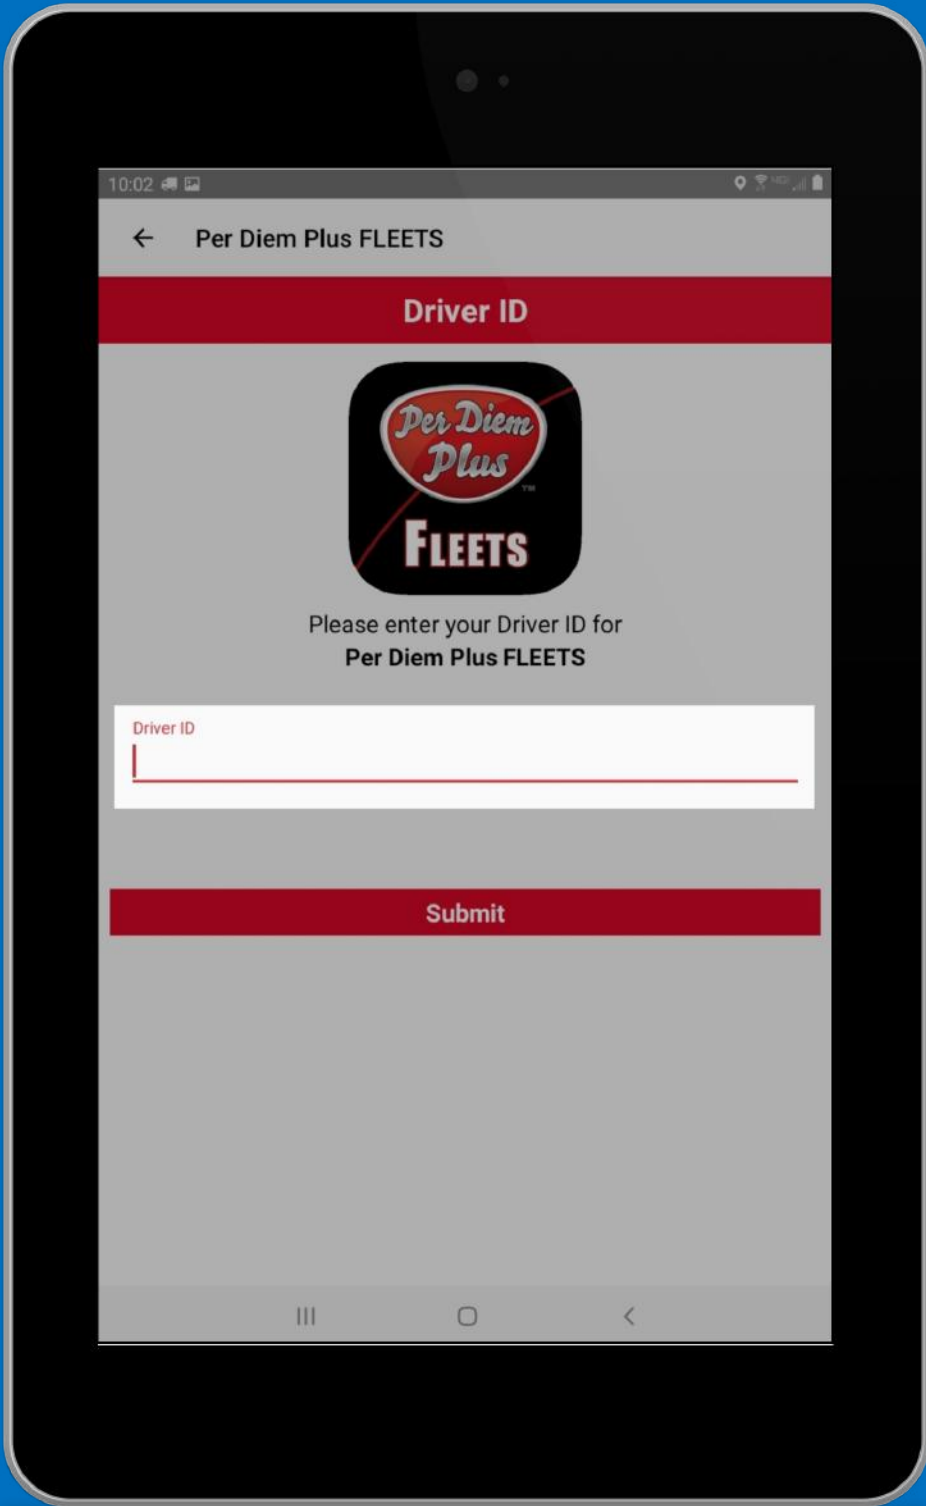 10:02
Per Diem Plus FLEETS
Driver ID
Per Diem
Plus
TM
FLEETS
Please enter your Driver ID for
Per Diem Plus FLEETS
Driver ID
Submit